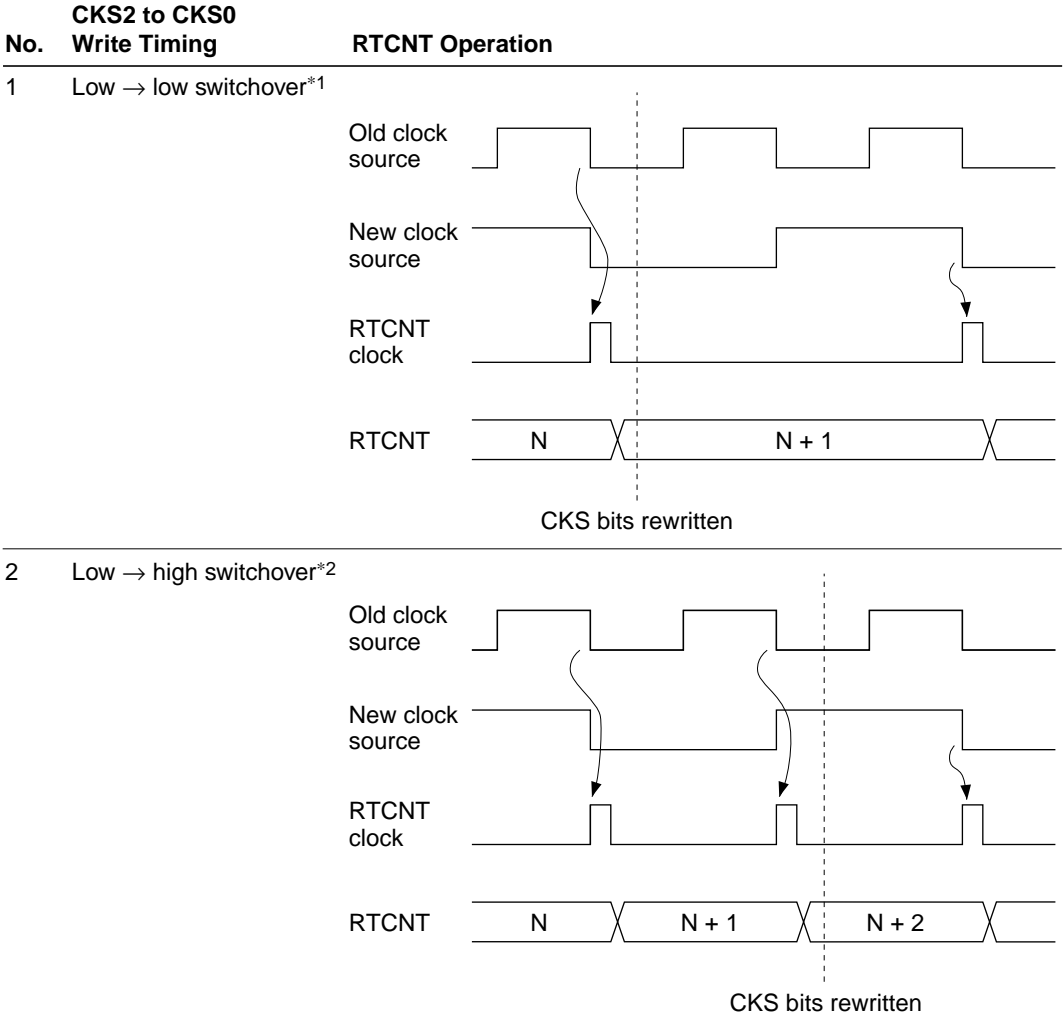 CKS2 to CKS0
No. Write Timing RTCNT Operation
1 Low → low switchover*1
Old clock
source
New clock
source
RTCNT
clock
RTCNT N N + 1
CKS bits rewritten
2 Low → high switchover*2
Old clock
source
New clock
source
RTCNT
clock
RTCNT N N + 1 N + 2
CKS bits rewritten